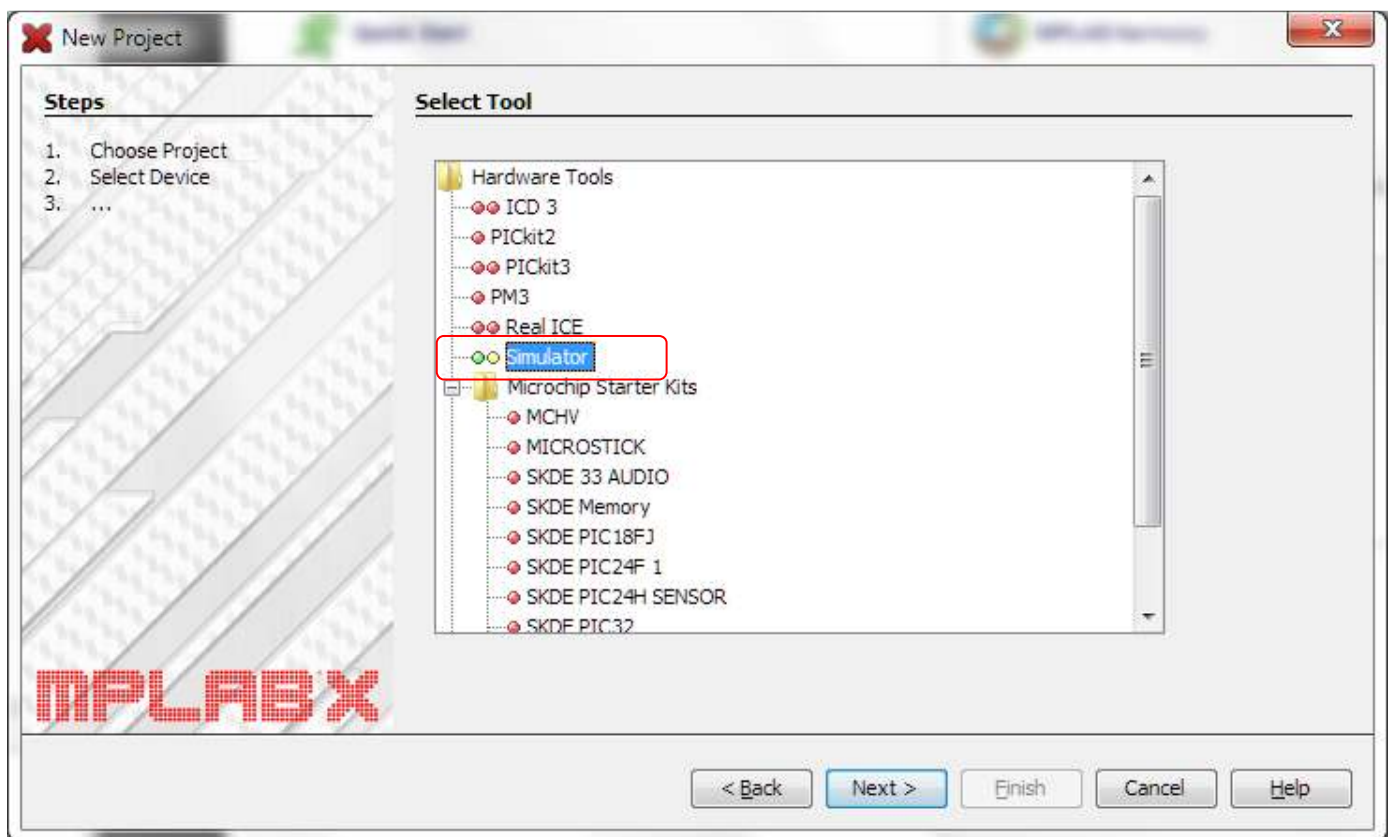 New Project
Steps
1. Choose Project
2. Select Device
3. ...
MPLAB X
Select Tool
Hardware Tools
ICD 3
PICkit2
PICkit3
PM3
Real ICE
Simulator
Microchip Starter Kits
MCHV
MICROSTICK
SKDE 33 AUDIO
SKDE Memory
SKDE PIC18FJ
SKDE PIC24F 1
SKDE PIC24H SENSOR
SKDE PIC32
< Back Next > Finish Cancel Help